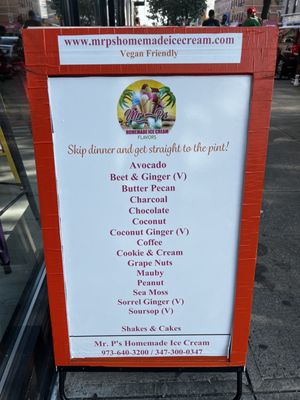 www.mrpshomemadeicecream.com
Vegan Friendly
Mr. P's
HOMEMADE ICE CREAM
FLAVORS
Skip dinner and get straight to the pint!
Avocado
Beet & Ginger (V)
Butter Pecan
Charcoal
Chocolate
Coconut
Coconut Ginger (V)
Coffee
Cookie & Cream
Grape Nuts
Mauby
Peanut
Sea Moss
Sorrel Ginger (V)
Soursop (V)
Shakes & Cakes
Mr. P's Homemade Ice Cream
973-640-3200 / 347-300-0347